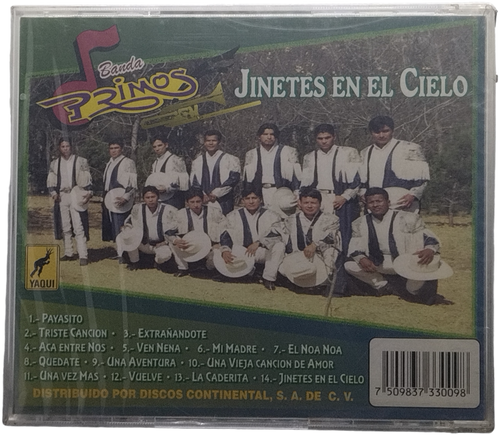 Banda
PRIMOS
JINETES EN EL CIELO
YAQUI
1.- PAYASITO
2.- TRISTE CANCION 3.- EXTRAÑANDOTE
4.- ACA ENTRE NOS 5.- VEN NENA 6.- MI MADRE 7.- EL NOA NOA
8.- QUEDATE 9.- UNA AVENTURA 10.- UNA VIEJA CANCION DE AMOR
11.- UNA VEZ MAS 12.- VUELVE 13.- LA CADERITA 14.- JINETES EN EL CIELO
DISTRIBUIDO POR DISCOS CONTINENTAL, S. A. DE C. V.
7 509837 330098